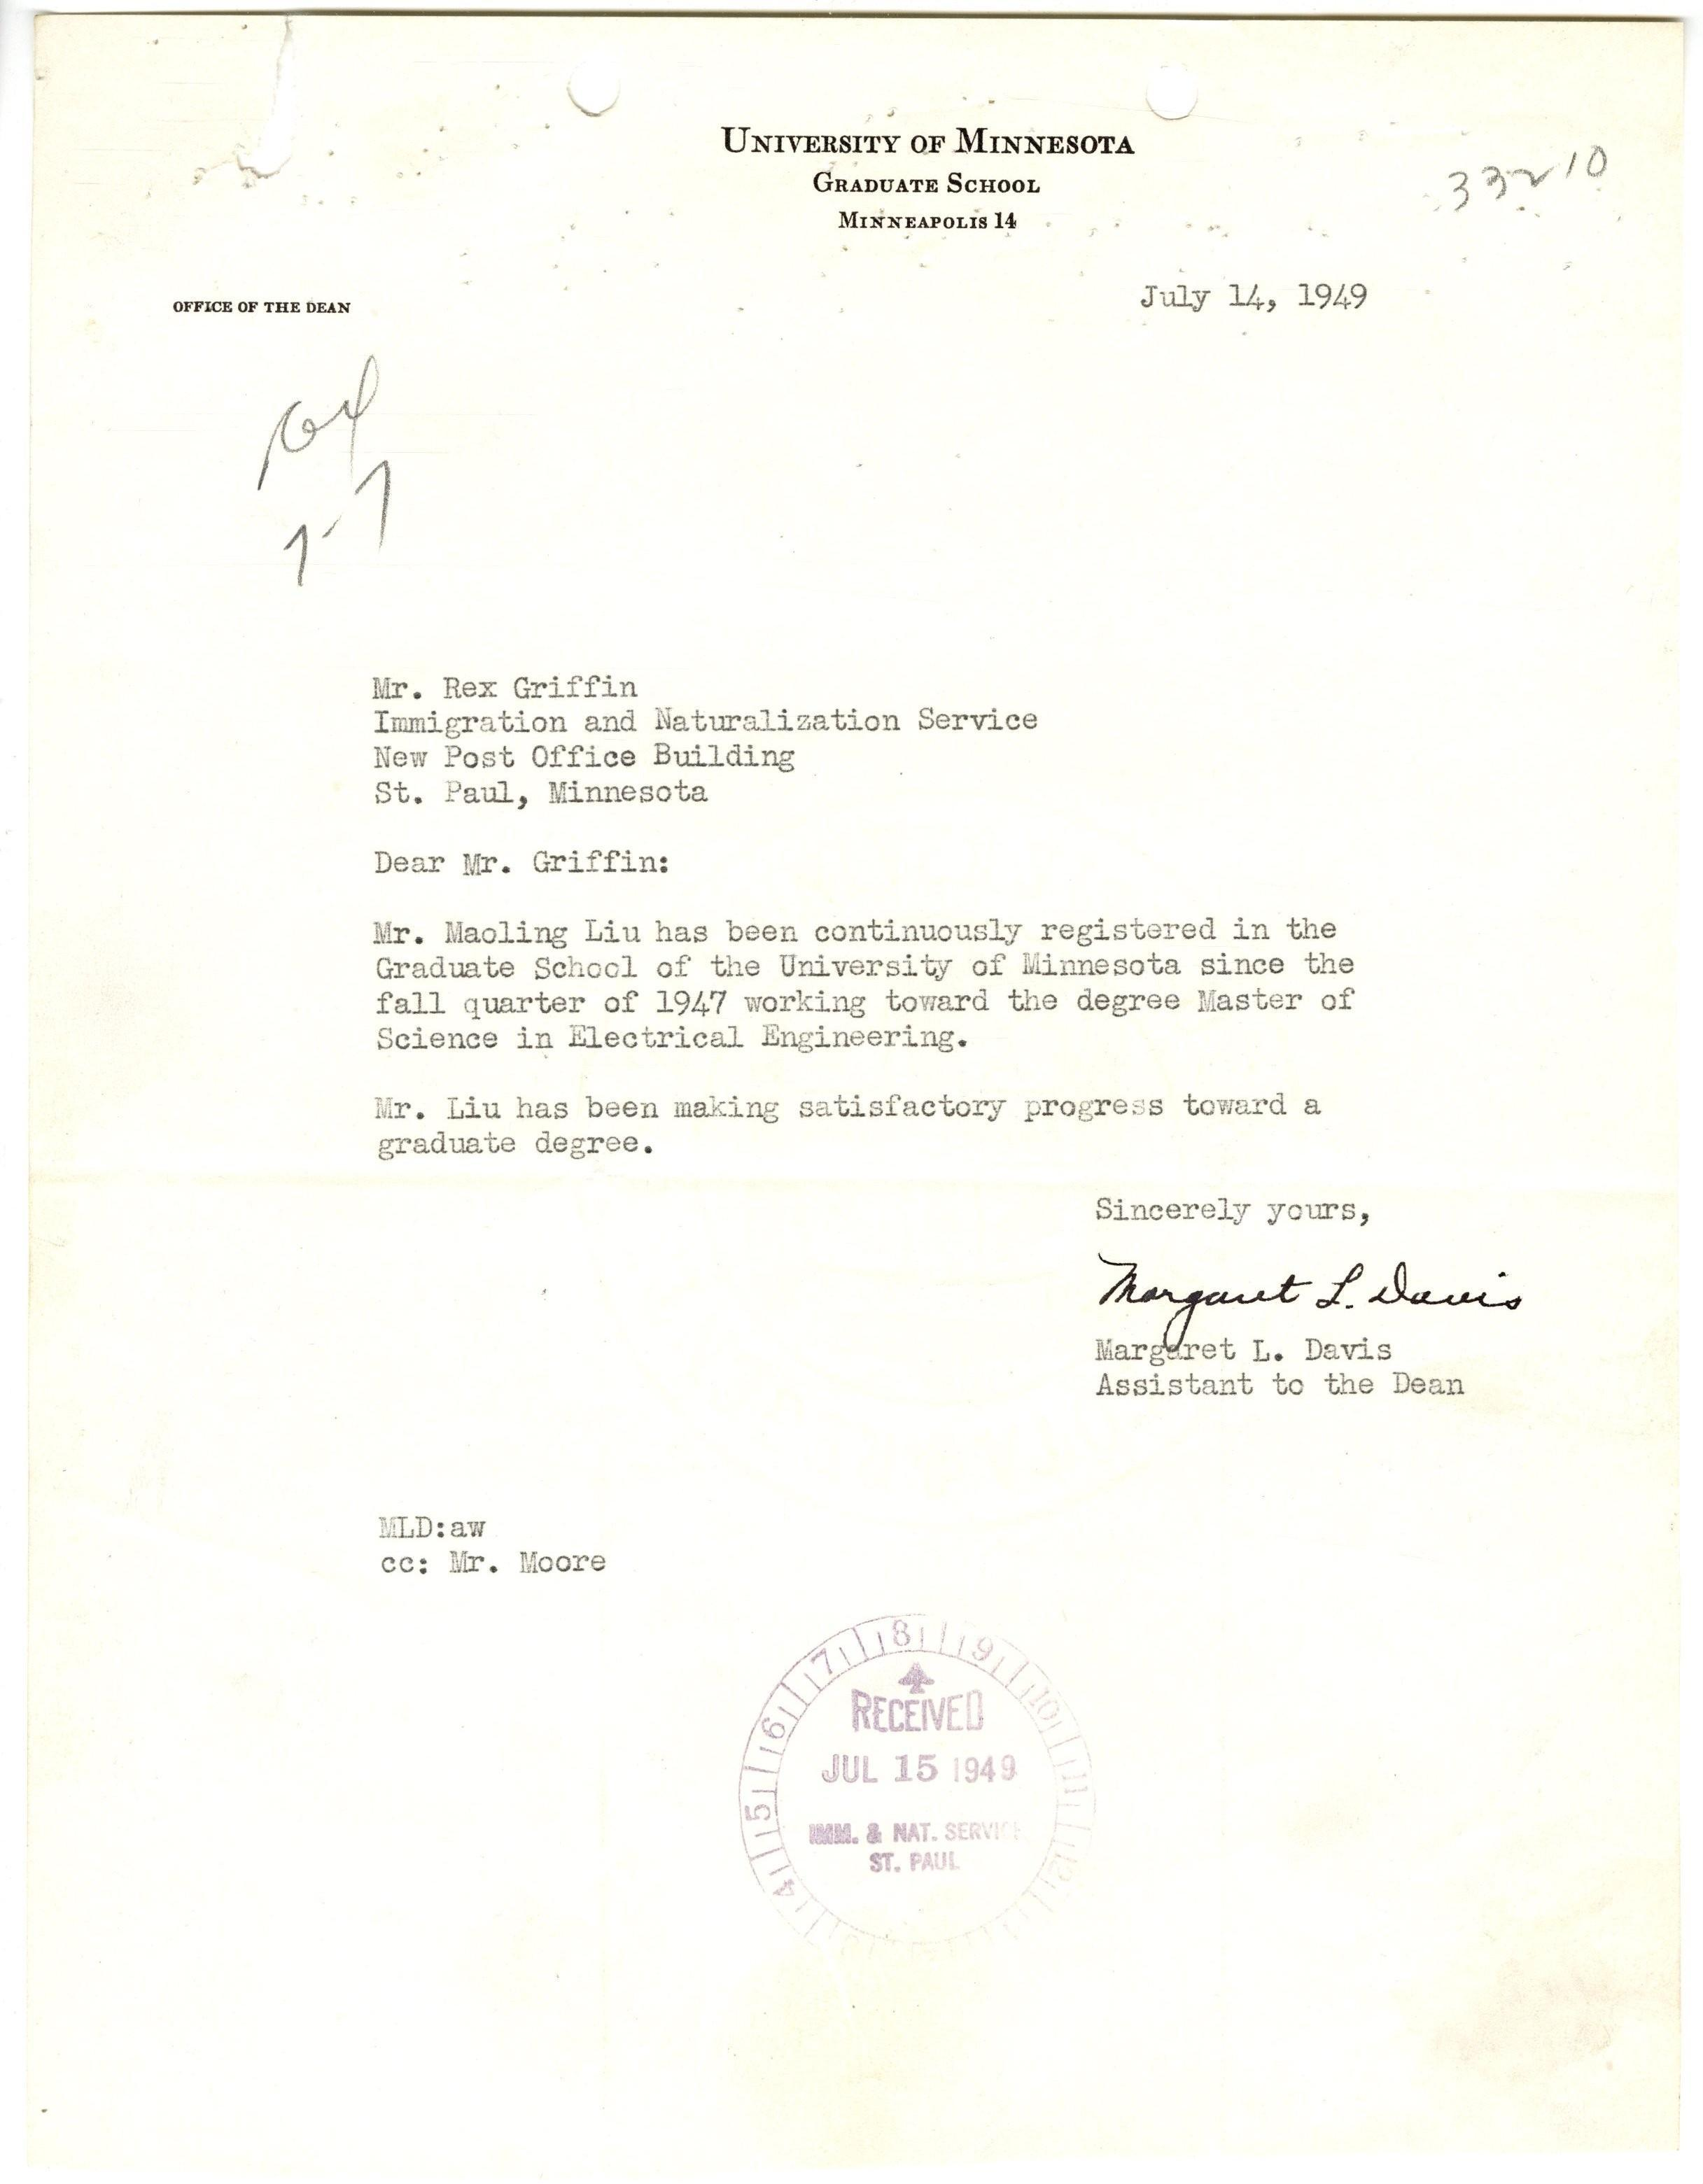 UNIVERSITY OF MINNESOTA
GRADUATE SCHOOL
MINNEAPOLIS 14
33210
OFFICE OF THE DEAN
July 14, 1949
Mr. Rex Griffin
Immigration and Naturalization Service
New Post Office Building
St. Paul, Minnesota
Dear Mr. Griffin:
Mr. Maoling Liu has been continuously registered in the
Graduate School of the University of Minnesota since the
fall quarter of 1947 working toward the degree Master of
Science in Electrical Engineering.
Mr. Liu has been making satisfactory progress toward a
graduate degree.
Sincerely yours,
Margaret L. Davis
Margaret L. Davis
Assistant to the Dean
MLD:aw
cc: Mr. Moore
4 5 6 7 8 9 10 11 12
RECEIVED
JUL 15 1949
IMM. & NAT. SERVICE
ST. PAUL